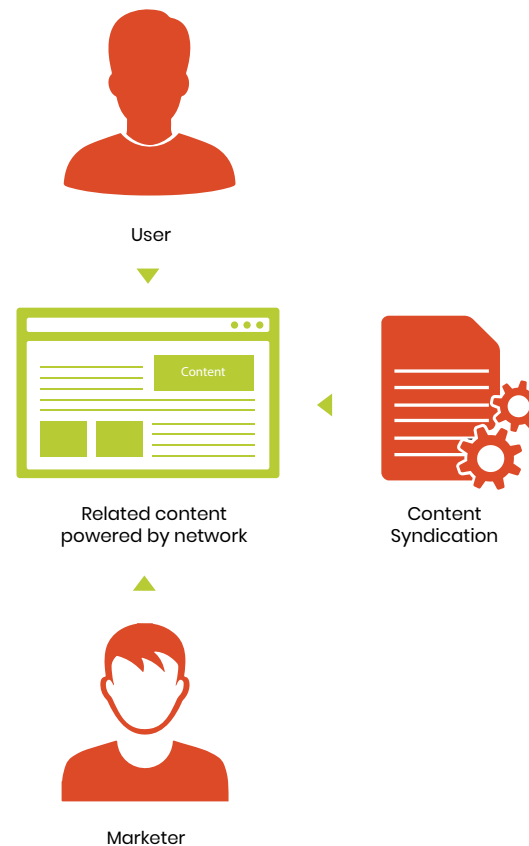 User
Content
Related content
powered by network
Content
Syndication
Marketer